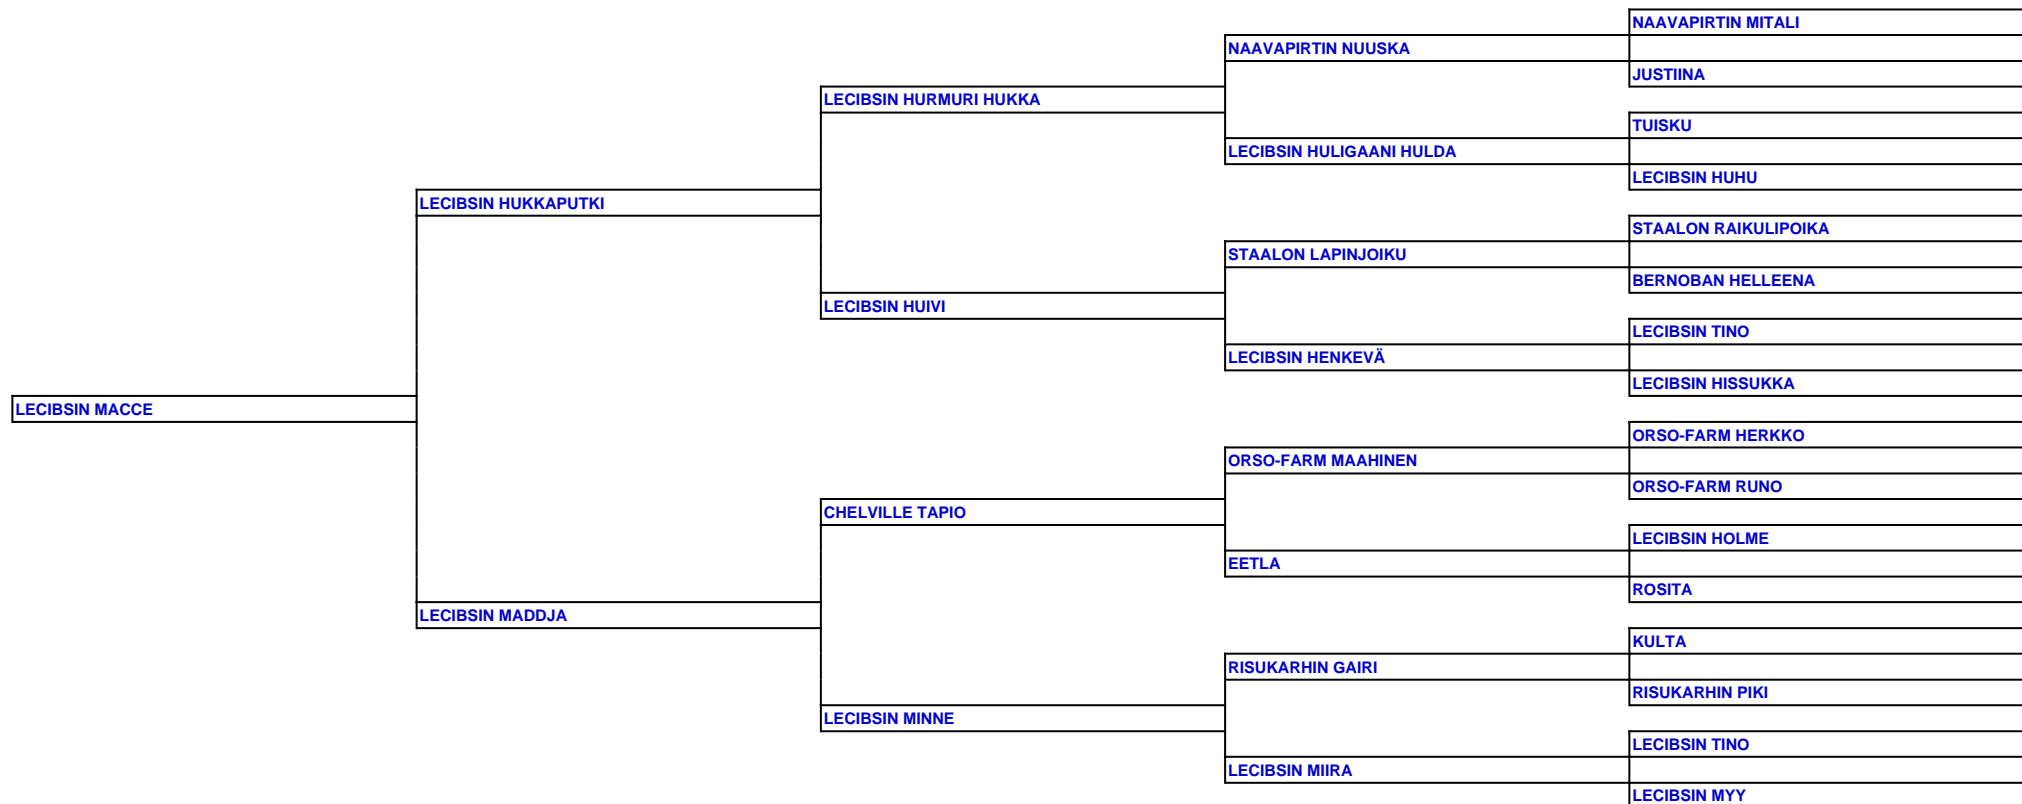 NAAVAPIRTIN MITALI
NAAVAPIRTIN NUUSKA
JUSTIINA
LECIBSIN HURMURI HUKKA
TUISKU
LECIBSIN HULIGAANI HULDA
LECIBSIN HUHU
LECIBSIN HUKKAPUTKI
STAALON RAIKULIPOIKA
STAALON LAPINJOIKU
BERNOBAN HELLEENA
LECIBSIN HUIVI
LECIBSIN TINO
LECIBSIN HENKEVÄ
LECIBSIN HISSUKKA
LECIBSIN MACCE
ORSO-FARM HERKKO
ORSO-FARM MAAHINEN
ORSO-FARM RUNO
CHELVILLE TAPIO
LECIBSIN HOLME
EETLA
ROSITA
LECIBSIN MADDJA
KULTA
RISUKARHIN GAIRI
RISUKARHIN PIKI
LECIBSIN MINNE
LECIBSIN TINO
LECIBSIN MIIRA
LECIBSIN MYY